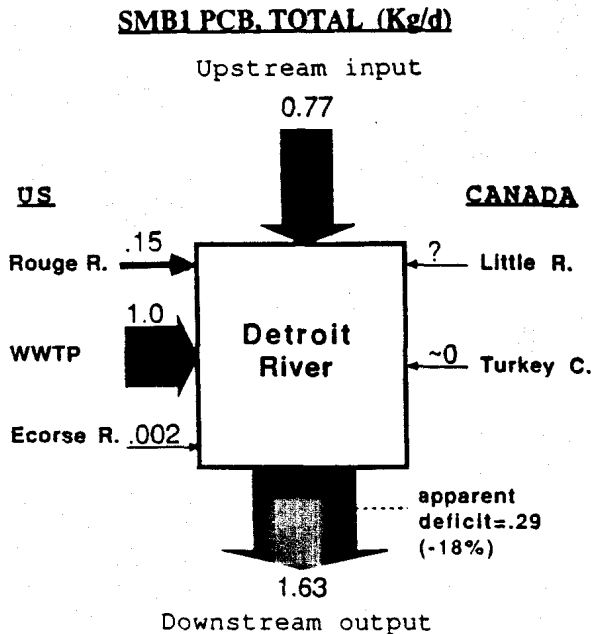 SMB1 PCB, TOTAL (Kg/d)
Upstream input
0.77
US
CANADA
Rouge R. .15
? Little R.
WWTP 1.0
Detroit
River
~0 Turkey C.
Ecorse R. .002
apparent
deficit=.29
(-18%)
1.63
Downstream output